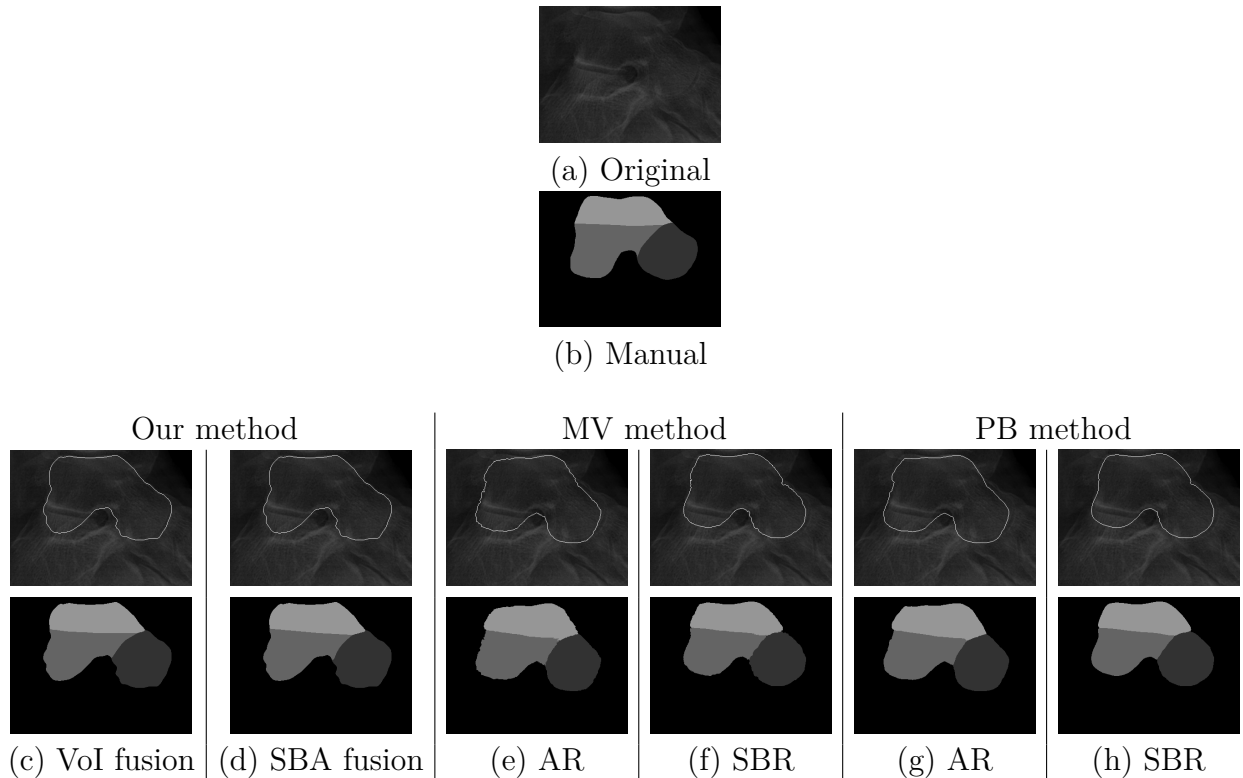 (a) Original
(b) Manual
Our method MV method PB method
(c) VoI fusion (d) SBA fusion (e) AR (f) SBR (g) AR (h) SBR